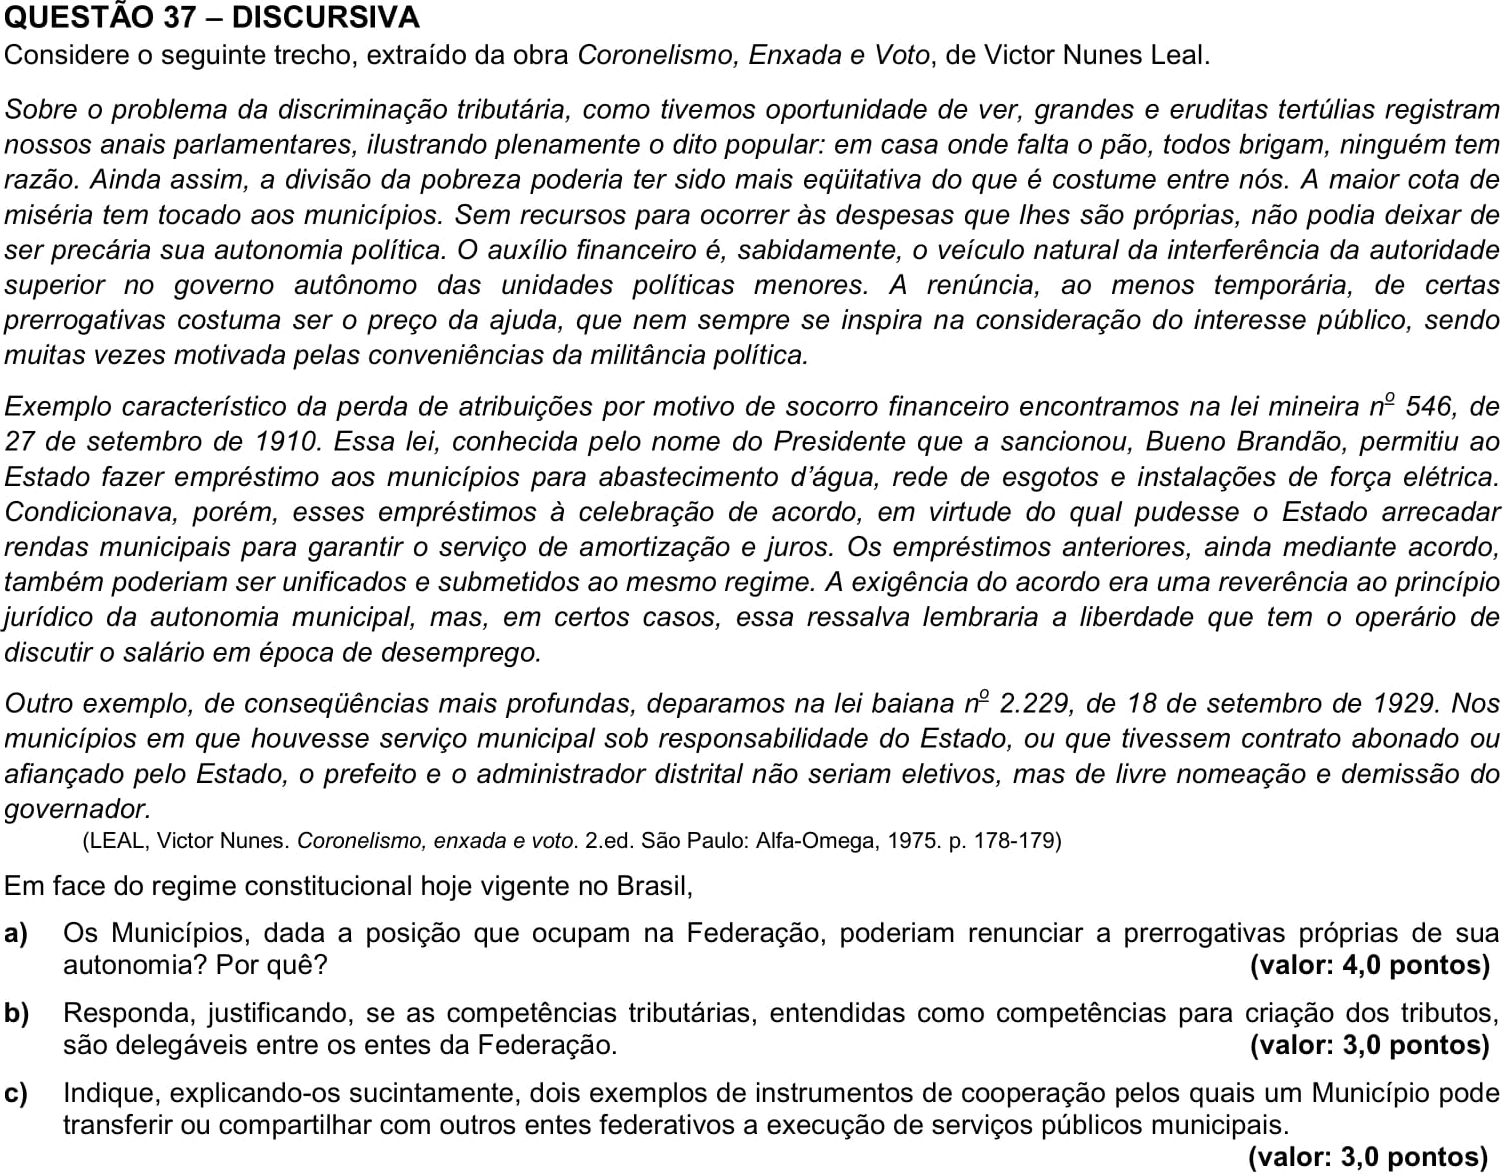 QUESTÃO 37 – DISCURSIVA
Considere o seguinte trecho, extraído da obra Coronelismo, Enxada e Voto, de Victor Nunes Leal.
Sobre o problema da discriminação tributária, como tivemos oportunidade de ver, grandes e eruditas tertúlias registram
nossos anais parlamentares, ilustrando plenamente o dito popular: em casa onde falta o pão, todos brigam, ninguém tem
razão. Ainda assim, a divisão da pobreza poderia ter sido mais eqüitativa do que é costume entre nós. A maior cota de
miséria tem tocado aos municípios. Sem recursos para ocorrer às despesas que lhes são próprias, não podia deixar de
ser precária sua autonomia política. O auxílio financeiro é, sabidamente, o veículo natural da interferência da autoridade
superior no governo autônomo das unidades políticas menores. A renúncia, ao menos temporária, de certas
prerrogativas costuma ser o preço da ajuda, que nem sempre se inspira na consideração do interesse público, sendo
muitas vezes motivada pelas conveniências da militância política.
Exemplo característico da perda de atribuições por motivo de socorro financeiro encontramos na lei mineira nº 546, de
27 de setembro de 1910. Essa lei, conhecida pelo nome do Presidente que a sancionou, Bueno Brandão, permitiu ao
Estado fazer empréstimo aos municípios para abastecimento d'água, rede de esgotos e instalações de força elétrica.
Condicionava, porém, esses empréstimos à celebração de acordo, em virtude do qual pudesse o Estado arrecadar
rendas municipais para garantir o serviço de amortização e juros. Os empréstimos anteriores, ainda mediante acordo,
também poderiam ser unificados e submetidos ao mesmo regime. A exigência do acordo era uma reverência ao princípio
jurídico da autonomia municipal, mas, em certos casos, essa ressalva lembraria a liberdade que tem o operário de
discutir o salário em época de desemprego.
Outro exemplo, de conseqüências mais profundas, deparamos na lei baiana nº 2.229, de 18 de setembro de 1929. Nos
municípios em que houvesse serviço municipal sob responsabilidade do Estado, ou que tivessem contrato abonado ou
afiançado pelo Estado, o prefeito e o administrador distrital não seriam eletivos, mas de livre nomeação e demissão do
governador.
(LEAL, Victor Nunes. Coronelismo, enxada e voto. 2.ed. São Paulo: Alfa-Omega, 1975. p. 178-179)
Em face do regime constitucional hoje vigente no Brasil,
a) Os Municípios, dada a posição que ocupam na Federação, poderiam renunciar a prerrogativas próprias de sua
autonomia? Por quê? (valor: 4,0 pontos)
b) Responda, justificando, se as competências tributárias, entendidas como competências para criação dos tributos,
são delegáveis entre os entes da Federação. (valor: 3,0 pontos)
c) Indique, explicando-os sucintamente, dois exemplos de instrumentos de cooperação pelos quais um Município pode
transferir ou compartilhar com outros entes federativos a execução de serviços públicos municipais.
(valor: 3,0 pontos)